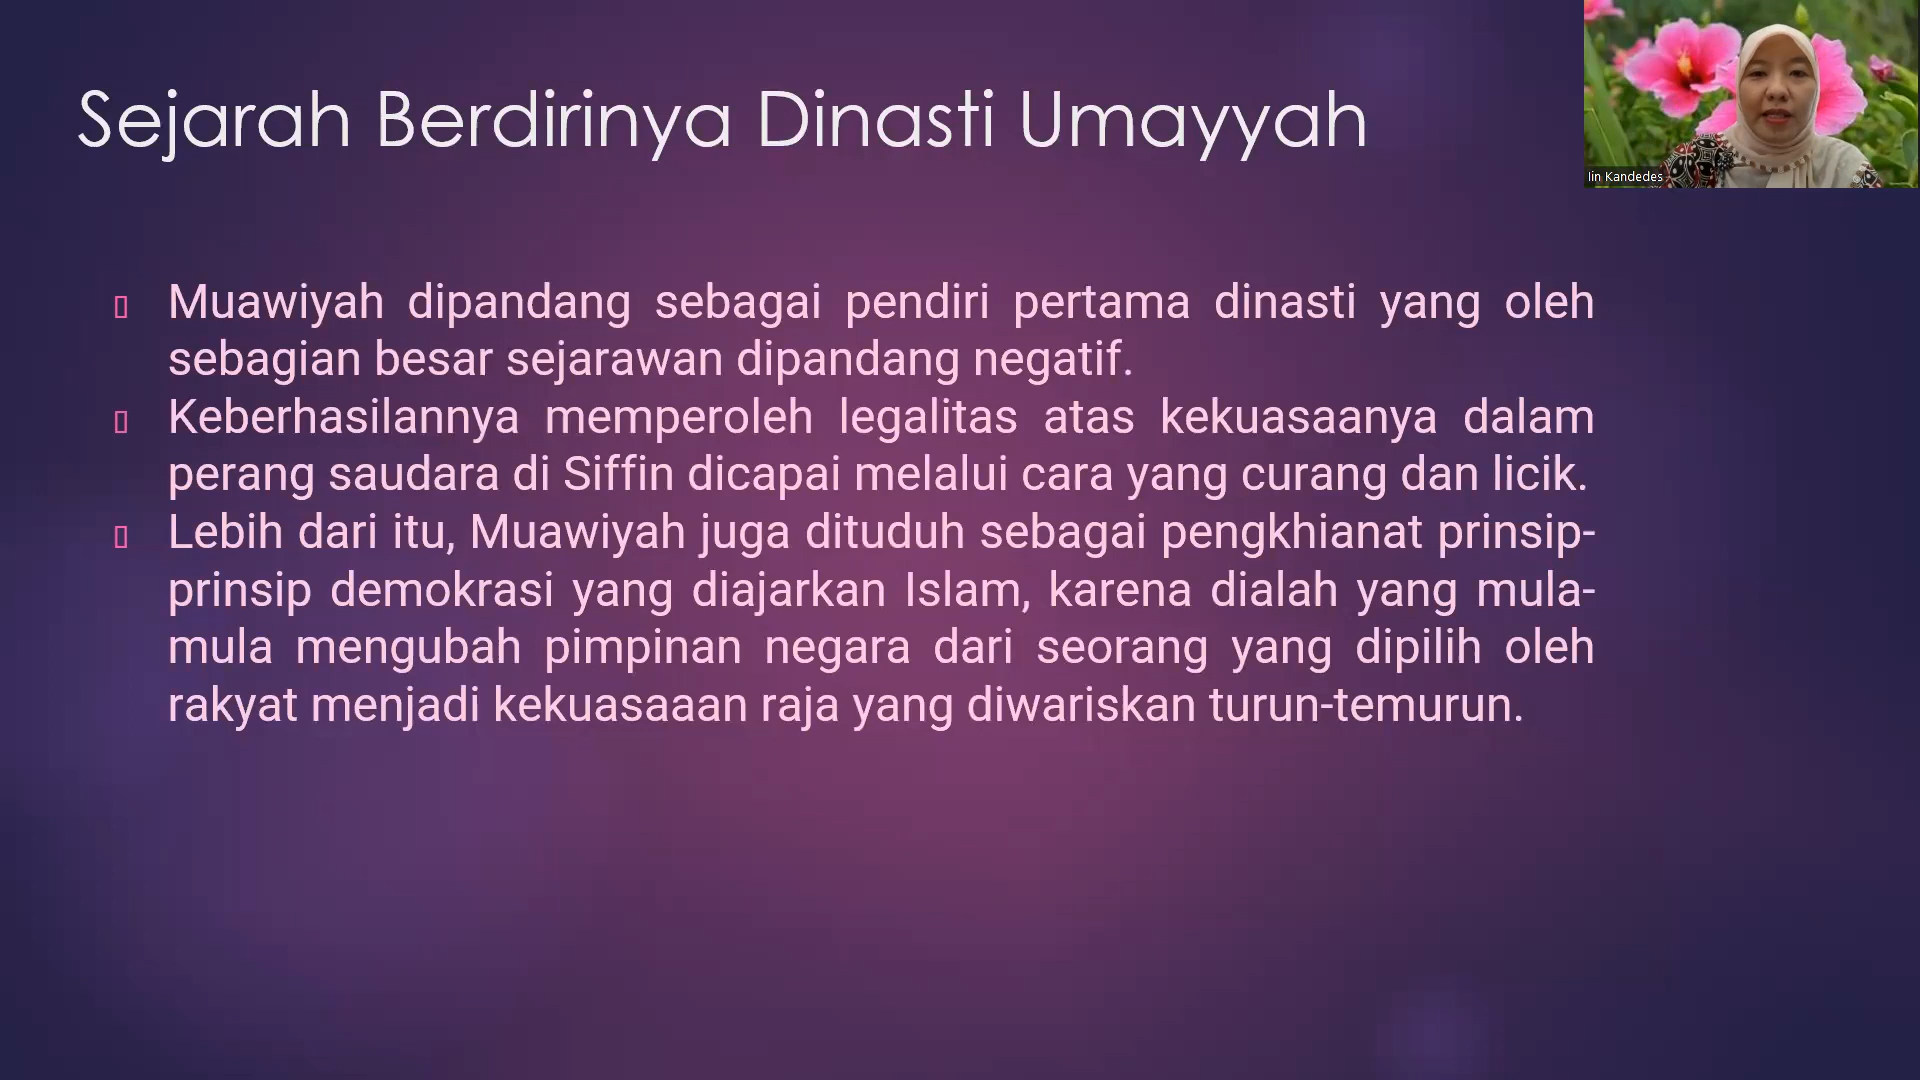 Sejarah Berdirinya Dinasti Umayyah
Iin Kandedes
Muawiyah dipandang sebagai pendiri pertama dinasti yang oleh
sebagian besar sejarawan dipandang negatif.
Keberhasilannya memperoleh legalitas atas kekuasaanya dalam
perang saudara di Siffin dicapai melalui cara yang curang dan licik.
Lebih dari itu, Muawiyah juga dituduh sebagai pengkhianat prinsip-
prinsip demokrasi yang diajarkan Islam, karena dialah yang mula-
mula mengubah pimpinan negara dari seorang yang dipilih oleh
rakyat menjadi kekuasaaan raja yang diwariskan turun-temurun.